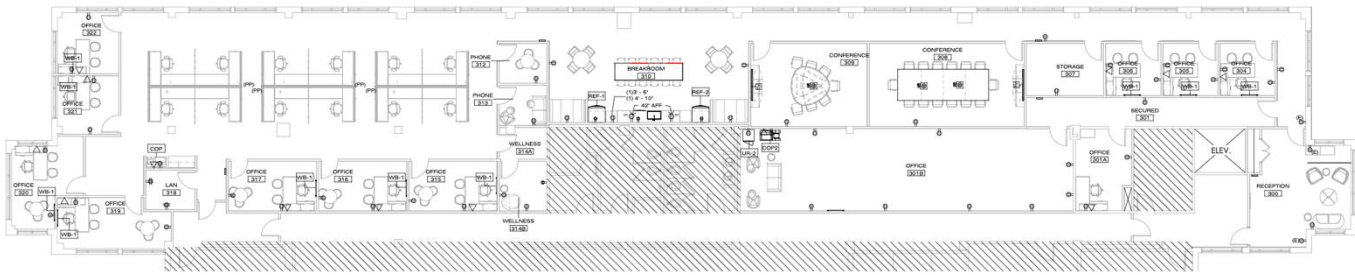 OFFICE
322
WB-1
WB-1
OFFICE
321
(PP)
(PP)
(PP)
(PP)
PHONE
312
PHONE
313
BREAKROOM
310
REF-1
(1)3' - 6"
(1) 4' - 10"
42" AFF
REF-2
CONFERENCE
309
CONFERENCE
308
STORAGE
307
OFFICE
306
WB-1
OFFICE
305
WB-1
OFFICE
304
WB-1
SECURED
301
WELLNESS
314A
COP
LAN
318
OFFICE
320
WB-1
OFFICE
319
WB-1
OFFICE
317
WB-1
OFFICE
316
WB-1
OFFICE
315
WB-1
WELLNESS
314B
UR-2
COP2
OFFICE
301B
OFFICE
301A
ELEV.
RECEPTION
300
(E)
(E)